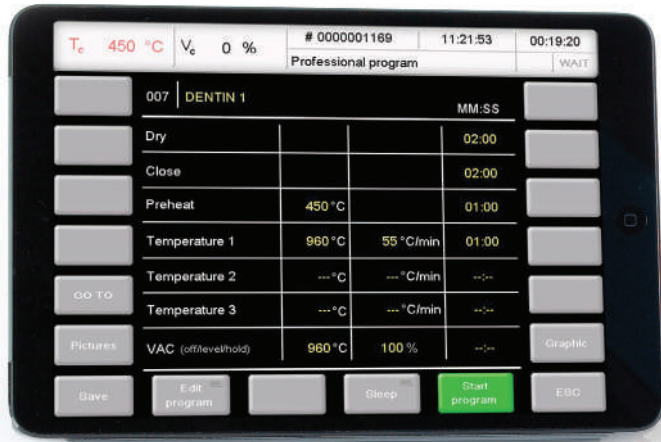 Tc 450 °C Vc 0 % # 0000001169 11:21:53 00:19:20
Professional program WAIT
007 DENTIN 1 MM:SS
Dry 02:00
Close 02:00
Preheat 450 °C 01:00
Temperature 1 960 °C 55 °C/min 01:00
Temperature 2 --- °C --- °C/min --:--
Temperature 3 --- °C --- °C/min --:--
VAC (off/level/hold) 960 °C 100 % --:--
GO TO
Pictures
Graphic
Save
Edit program
Sleep
Start program
ESC